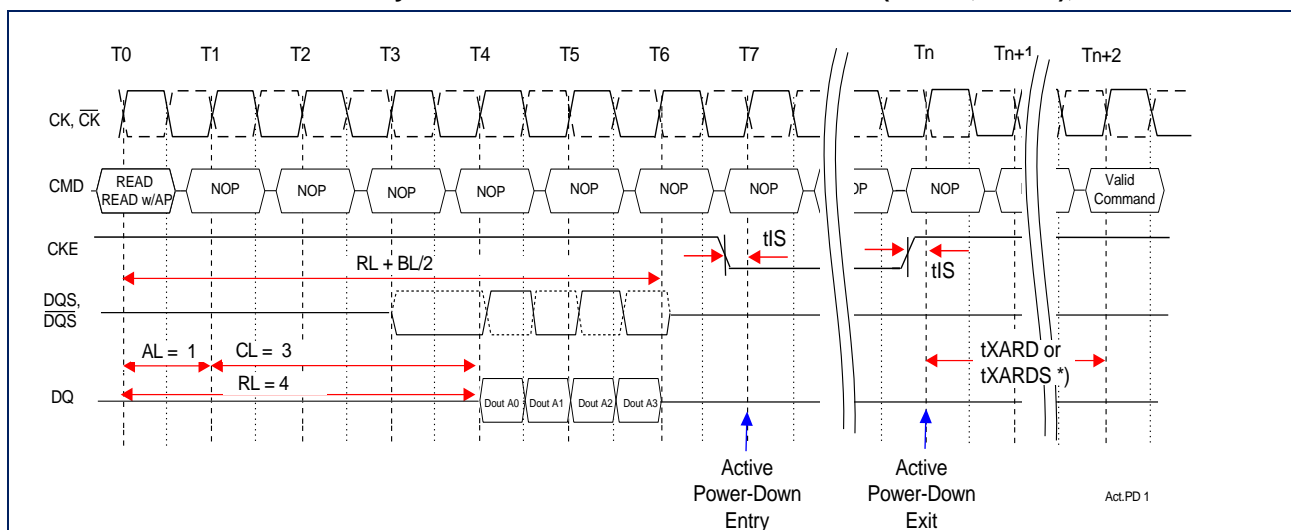 T0 T1 T2 T3 T4 T5 T6 T7 Tn Tn+1 Tn+2
CK, CK
CMD READ NOP NOP NOP NOP NOP NOP NOP OP NOP Valid
READ w/AP Command
CKE tIS tIS
RL + BL/2
DQS,
DQS
AL = 1 CL = 3 tXARD or
RL = 4 tXARDS *)
DQ Dout A0 Dout A1 Dout A2 Dout A3
Active Active
Power-Down Power-Down Act.PD 1
Entry Exit